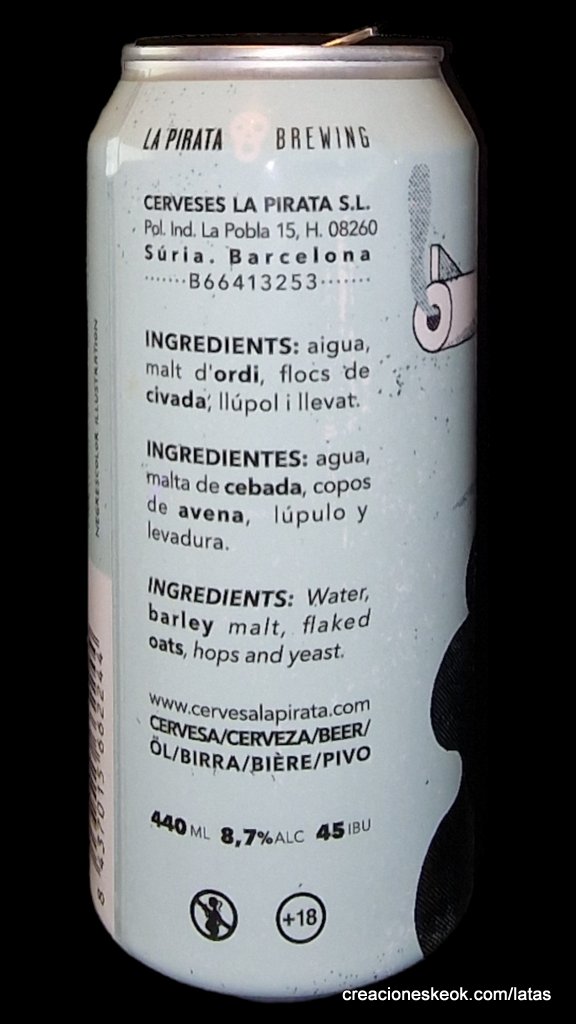 LA PIRATA BREWING
CERVESES LA PIRATA S.L.
Ppl. Ind. La Pobla 15, H. 08260
Súria. Barcelona
·······B66413253·······
INGREDIENTS: aigua,
malt d'ordi, flocs de
civada, llúpol i llevat.
INGREDIENTES: agua,
malta de cebada, copos
de avena, lúpulo y
levadura.
INGREDIENTS: Water,
barley malt, flaked
oats, hops and yeast.
www.cervesalapirata.com
CERVESA/CERVEZA/BEER/
ÖL/BIRRA/BIÈRE/PIVO
440 ML 8,7% ALC 45 IBU
+18
NEGRESCOLOR ILLUSTRATION
creacioneskeok.com/latas